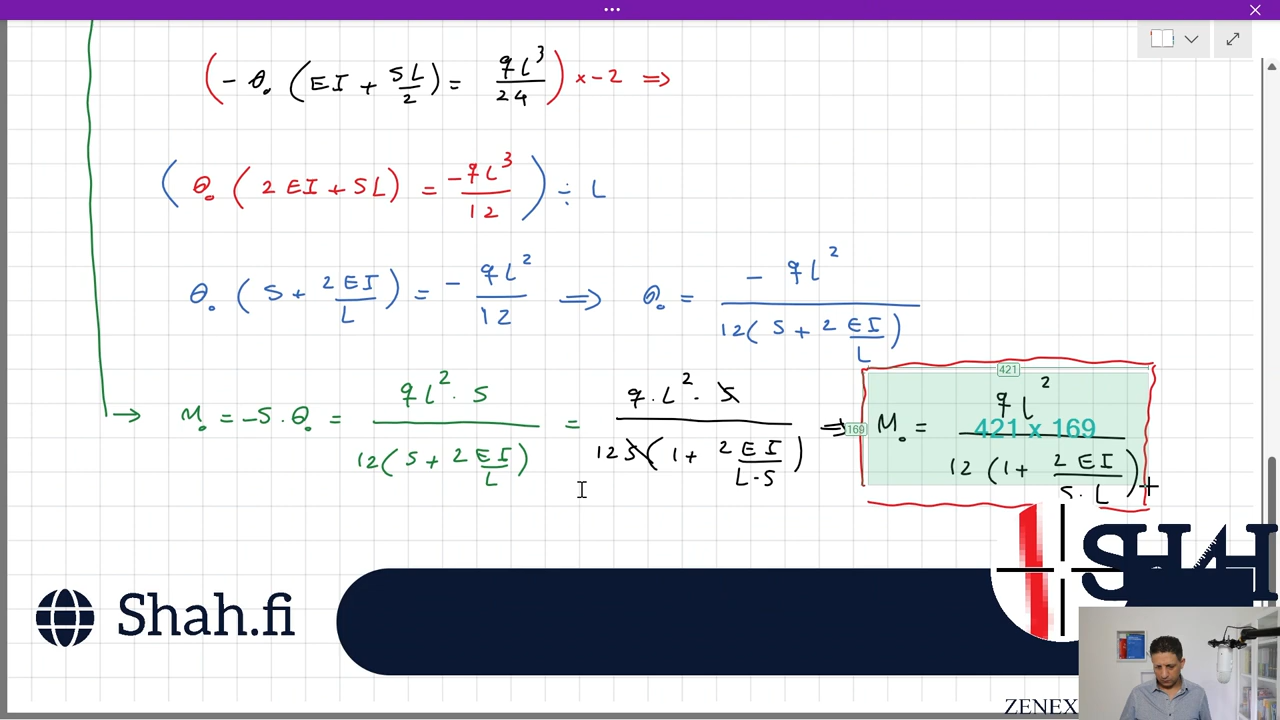 (-θ₀ (EI + SL/2) = qL³/24) × -2 ⇒
(θ₀ (2EI + SL) = -qL³/12) ÷ L
θ₀ (S + 2EI/L) = - qL²/12 ⇒ θ₀ = - qL²/12(S + 2EI/L)
→ M₀ = -S·θ₀ = qL²·S/12(S + 2EI/L) = q·L²·S/12S(1 + 2EI/L·S) ⇒ M₀ = qL²/12(1 + 2EI/S·L)
421
169
421 x 169
Shah.fi
SHAH
ZENEX